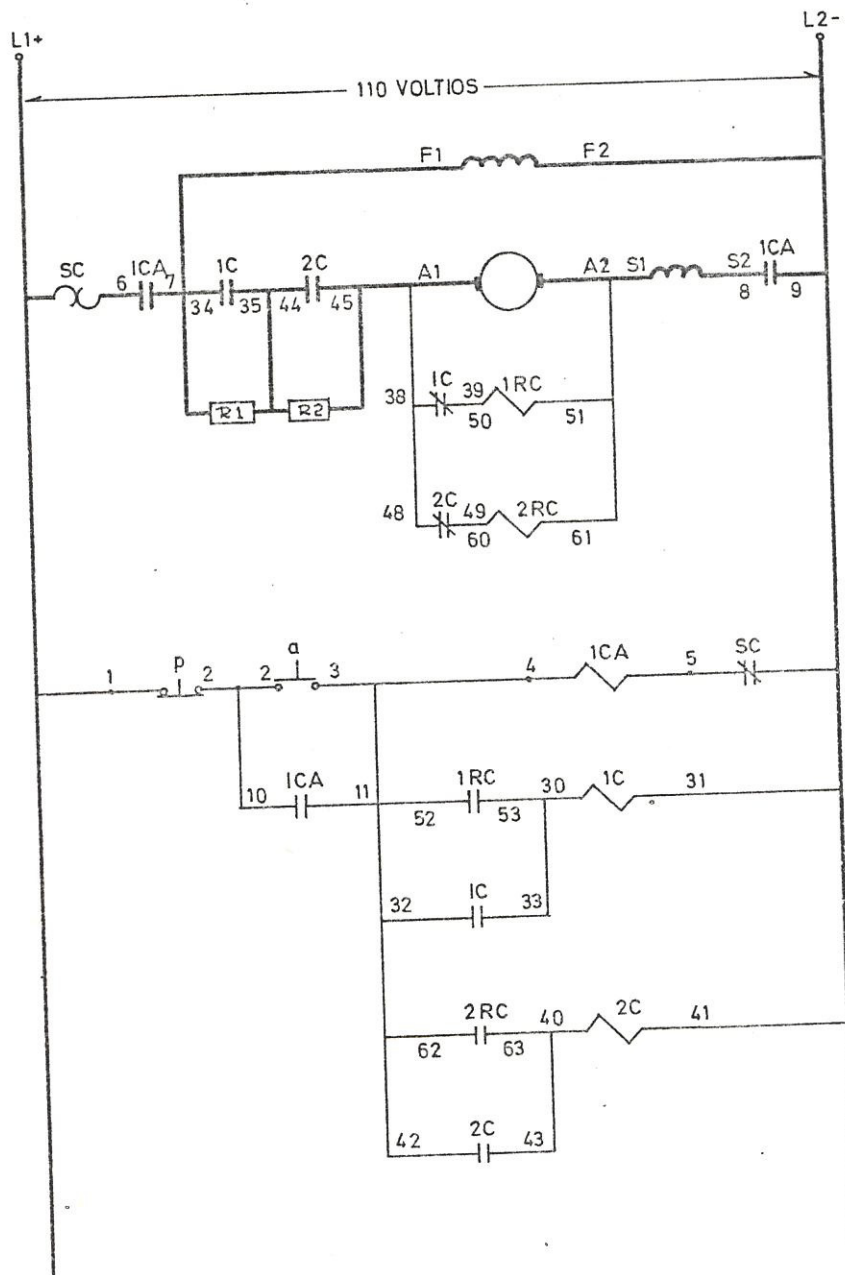 L1+ L2-
110 VOLTIOS
F1 F2
SC 6 1CA 7 1C 2C A1 A2 S1 S2 1CA
34 35 44 45 8 9
R1 R2
38 1C 39 1RC
50 51
48 2C 49 2RC
60 61
1 P 2 2 a 3 4 1CA 5 SC
10 1CA 11 1RC 30 1C 31
52 53
32 1C 33
2RC 40 2C 41
62 63
42 2C 43